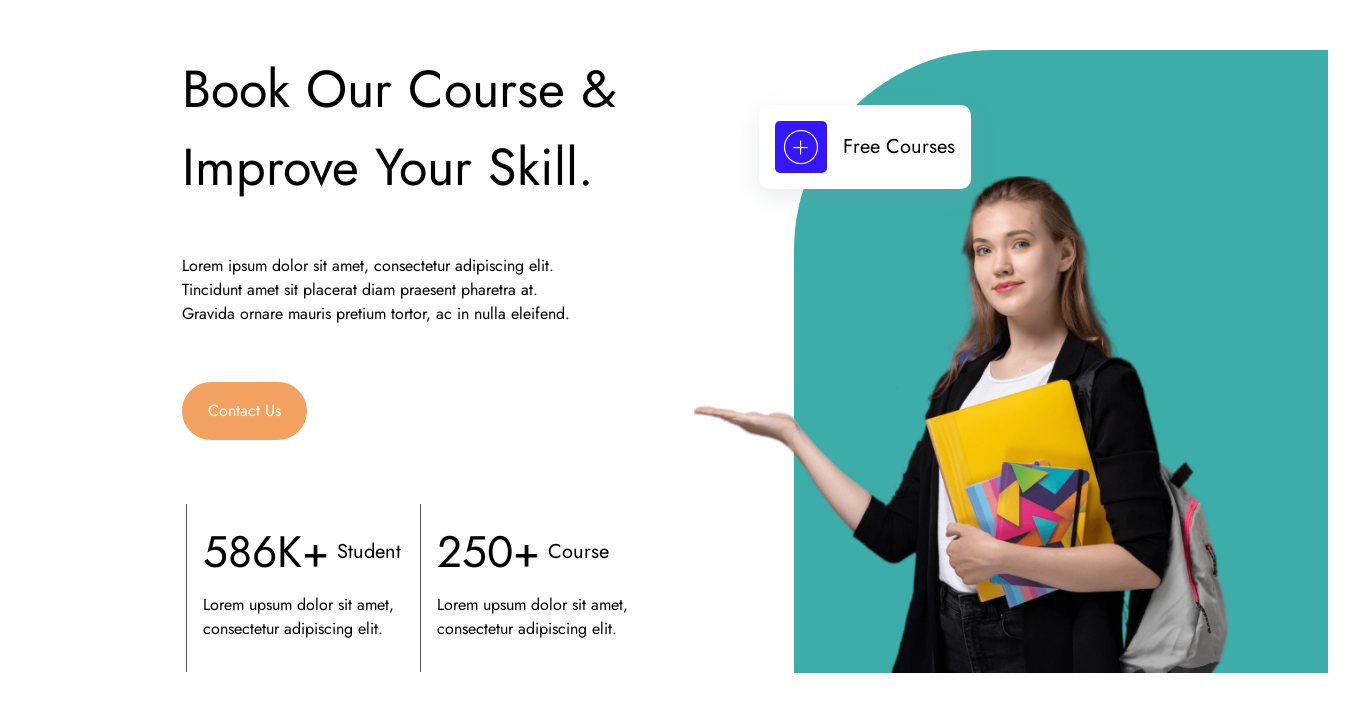 Book Our Course &
Improve Your Skill.
Free Courses
Lorem ipsum dolor sit amet, consectetur adipiscing elit.
Tincidunt amet sit placerat diam praesent pharetra at.
Gravida ornare mauris pretium tortor, ac in nulla eleifend.
Contact Us
586K+ Student
Lorem upsum dolor sit amet,
consectetur adipiscing elit.
250+ Course
Lorem upsum dolor sit amet,
consectetur adipiscing elit.